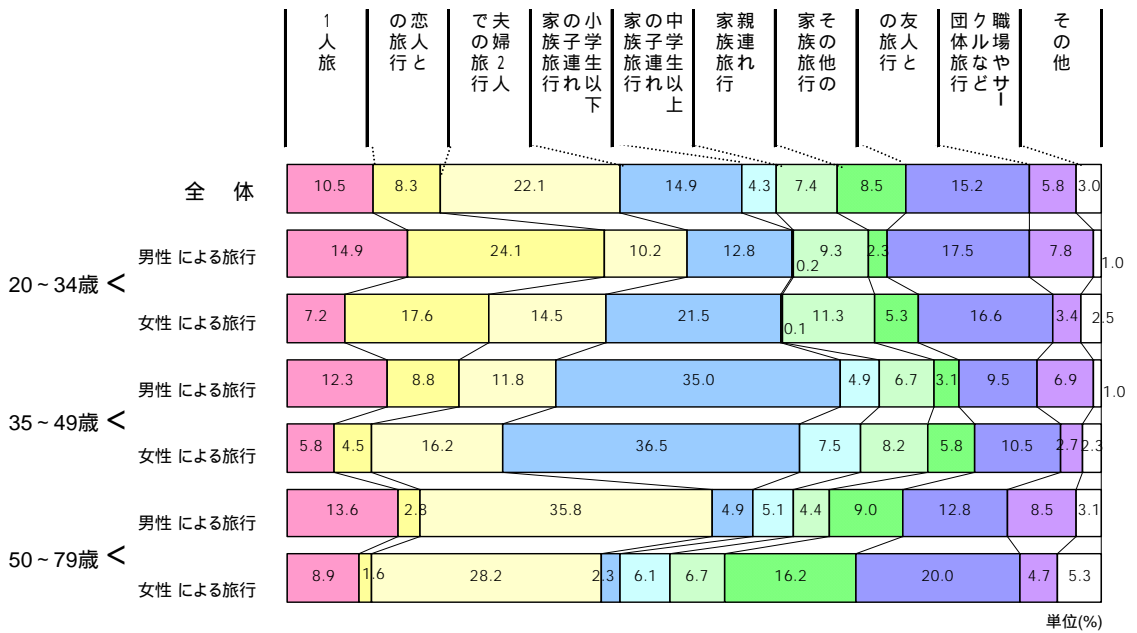 1人旅
恋人と
の旅行
夫婦2人
での旅行
小学生以下
の子連れ
家族旅行
中学生以上
の子連れ
家族旅行
親連れ
家族旅行
その他の
家族旅行
友人と
の旅行
職場やサー
クルなど
団体旅行
その他
全 体
10.5 8.3 22.1 14.9 4.3 7.4 8.5 15.2 5.8 3.0
20~34歳 <
男性 による旅行
14.9 24.1 10.2 12.8 0.2 9.3 2.3 17.5 7.8 1.0
女性 による旅行
7.2 17.6 14.5 21.5 0.1 11.3 5.3 16.6 3.4 2.5
35~49歳 <
男性 による旅行
12.3 8.8 11.8 35.0 4.9 6.7 3.1 9.5 6.9 1.0
女性 による旅行
5.8 4.5 16.2 36.5 7.5 8.2 5.8 10.5 2.7 2.3
50~79歳 <
男性 による旅行
13.6 2.8 35.8 4.9 5.1 4.4 9.0 12.8 8.5 3.1
女性 による旅行
8.9 1.6 28.2 2.3 6.1 6.7 16.2 20.0 4.7 5.3
単位(%)